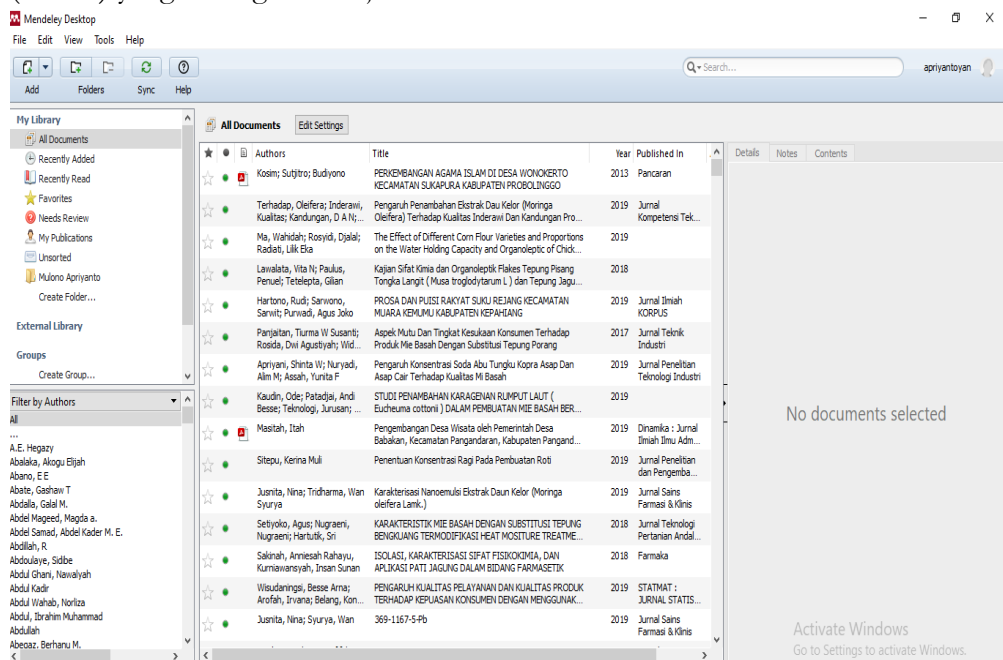 Mendeley Desktop
File Edit View Tools Help
Add Folders Sync Help
Search...
apriyantoyan
My Library
All Documents
Recently Added
Recently Read
Favorites
Needs Review
My Publications
Unsorted
Mulono Apriyanto
Create Folder...
External Library
Groups
Create Group...
Filter by Authors
All
...
A.E. Hegazy
Abalaka, Akogu Elijah
Abano, E E
Abate, Gashaw T
Abdalla, Galal M.
Abdel Mageed, Magda a.
Abdel Samad, Abdel Kader M. E.
Abdillah, R
Abdoulaye, Sidibe
Abdul Ghani, Nawalyah
Abdul Kadir
Abdul Wahab, Norliza
Abdul, Ibrahim Muhammad
Abdullah
Abegaz, Berhanu M.
All Documents Edit Settings
Authors Title Year Published In
Kosim; Sutjitro; Budiyono PERKEMBANGAN AGAMA ISLAM DI DESA WONOKERTO 2013 Pancaran
KECAMATAN SUKAPURA KABUPATEN PROBOLINGGO
Terhadap, Oleifera; Inderawi, Pengaruh Penambahan Ekstrak Dau Kelor (Moringa 2019 Jurnal
Kualitas; Kandungan, D A N;... Oleifera) Terhadap Kualitas Inderawi Dan Kandungan Pro... Kompetensi Tek...
Ma, Wahidah; Rosyidi, Djalal; The Effect of Different Corn Flour Varieties and Proportions 2019
Radiati, Lilik Eka on the Water Holding Capacity and Organoleptic of Chick...
Lawalata, Vita N; Paulus, Kajian Sifat Kimia dan Organoleptik Flakes Tepung Pisang 2018
Penuel; Tetelepta, Gilian Tongka Langit ( Musa troglodytarum L ) dan Tepung Jagu...
Hartono, Rudi; Sarwono, PROSA DAN PUISI RAKYAT SUKU REJANG KECAMATAN 2019 Jurnal Ilmiah
Sarwit; Purwadi, Agus Joko MUARA KEMUMU KABUPATEN KEPAHIANG KORPUS
Panjaitan, Tiurma W Susanti; Aspek Mutu Dan Tingkat Kesukaan Konsumen Terhadap 2017 Jurnal Teknik
Rosida, Dwi Agustiyah; Wid... Produk Mie Basah Dengan Substitusi Tepung Porang Industri
Apriyani, Shinta W; Nuryadi, Pengaruh Konsentrasi Soda Abu Tungku Kopra Asap Dan 2019 Jurnal Penelitian
Alim M; Assah, Yunita F Asap Cair Terhadap Kualitas Mi Basah Teknologi Industri
Kaudin, Ode; Patadjai, Andi STUDI PENAMBAHAN KARAGENAN RUMPUT LAUT ( 2019
Besse; Teknologi, Jurusan; ... Eucheuma cottonii ) DALAM PEMBUATAN MIE BASAH BER...
Masitah, Itah Pengembangan Desa Wisata oleh Pemerintah Desa 2019 Dinamika : Jurnal
Babakan, Kecamatan Pangandaran, Kabupaten Pangand... Ilmiah Ilmu Adm...
Sitepu, Kerina Muli Penentuan Konsentrasi Ragi Pada Pembuatan Roti 2019 Jurnal Penelitian
dan Pengemba...
Jusnita, Nina; Tridharma, Wan Karakterisasi Nanoemulsi Ekstrak Daun Kelor (Moringa 2019 Jurnal Sains
Syurya oleifera Lamk.) Farmasi & Klinis
Setiyoko, Agus; Nugraeni, KARAKTERISTIK MIE BASAH DENGAN SUBSTITUSI TEPUNG 2018 Jurnal Teknologi
Nugraeni; Hartutik, Sri BENGKUANG TERMODIFIKASI HEAT MOSITURE TREATME... Pertanian Andal...
Sakinah, Anniesah Rahayu, ISOLASI, KARAKTERISASI SIFAT FISIKOKIMIA, DAN 2018 Farmaka
Kurniawansyah, Insan Sunan APLIKASI PATI JAGUNG DALAM BIDANG FARMASETIK
Wisudaningsi, Besse Arna; PENGARUH KUALITAS PELAYANAN DAN KUALITAS PRODUK 2019 STATMAT :
Arofah, Irvana; Belang, Kon... TERHADAP KEPUASAN KONSUMEN DENGAN MENGGUNAK... JURNAL STATIS...
Jusnita, Nina; Syurya, Wan 369-1167-5-Pb 2019 Jurnal Sains
Farmasi & Klinis
Details Notes Contents
No documents selected
Activate Windows
Go to Settings to activate Windows.